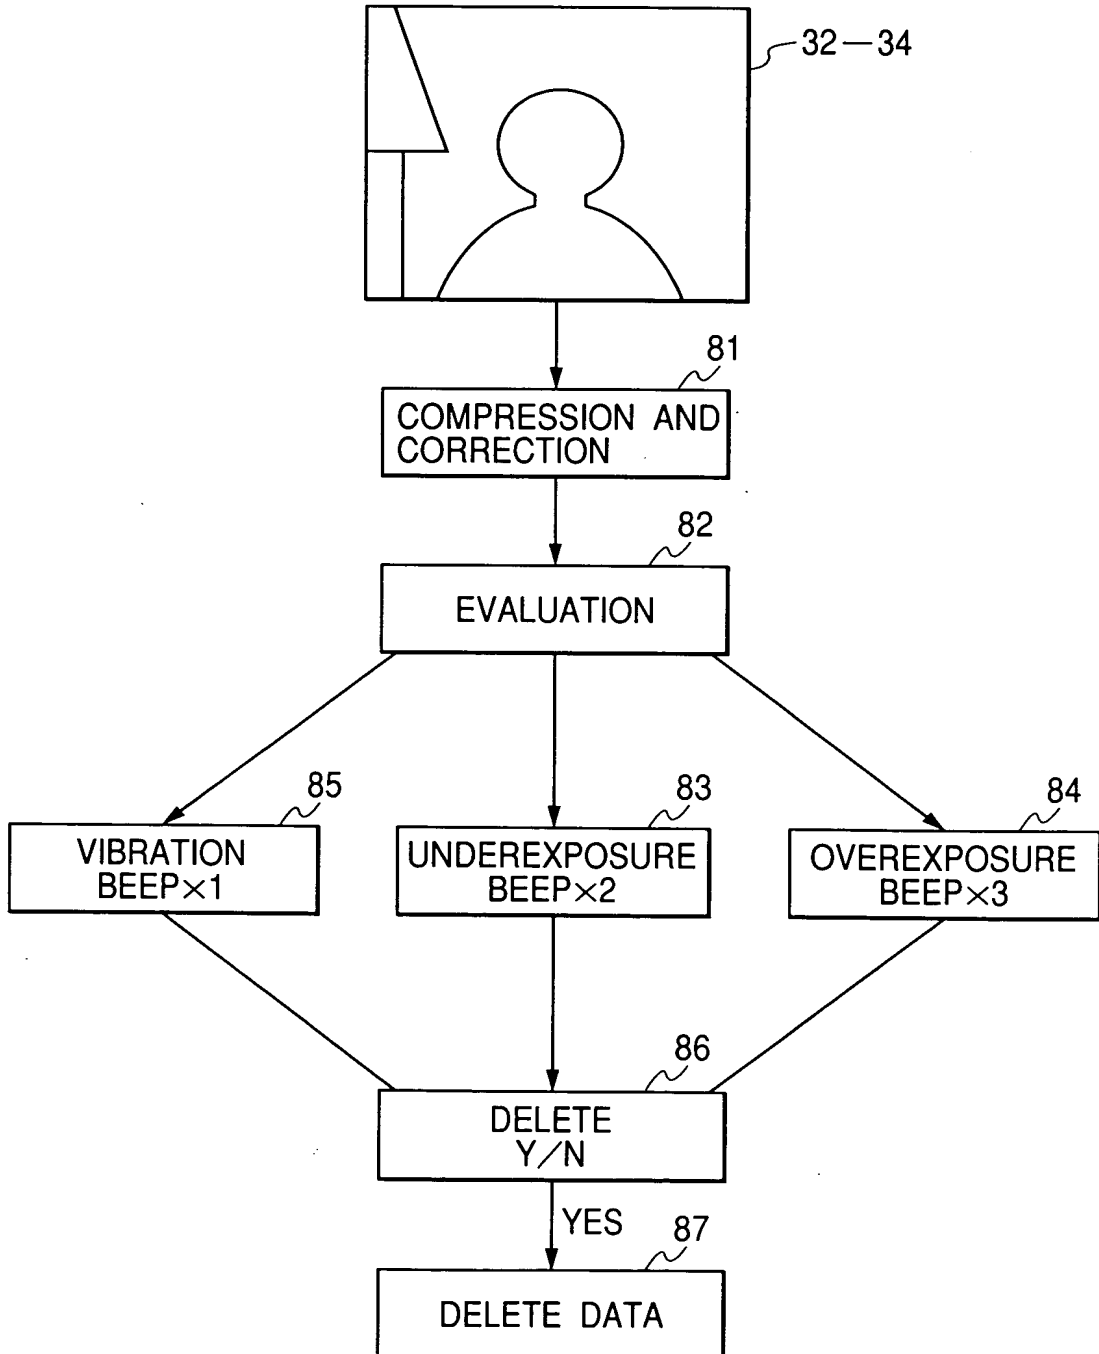 32—34
81
COMPRESSION AND
CORRECTION
82
EVALUATION
85
VIBRATION
BEEP×1
83
UNDEREXPOSURE
BEEP×2
84
OVEREXPOSURE
BEEP×3
86
DELETE
Y/N
YES
87
DELETE DATA